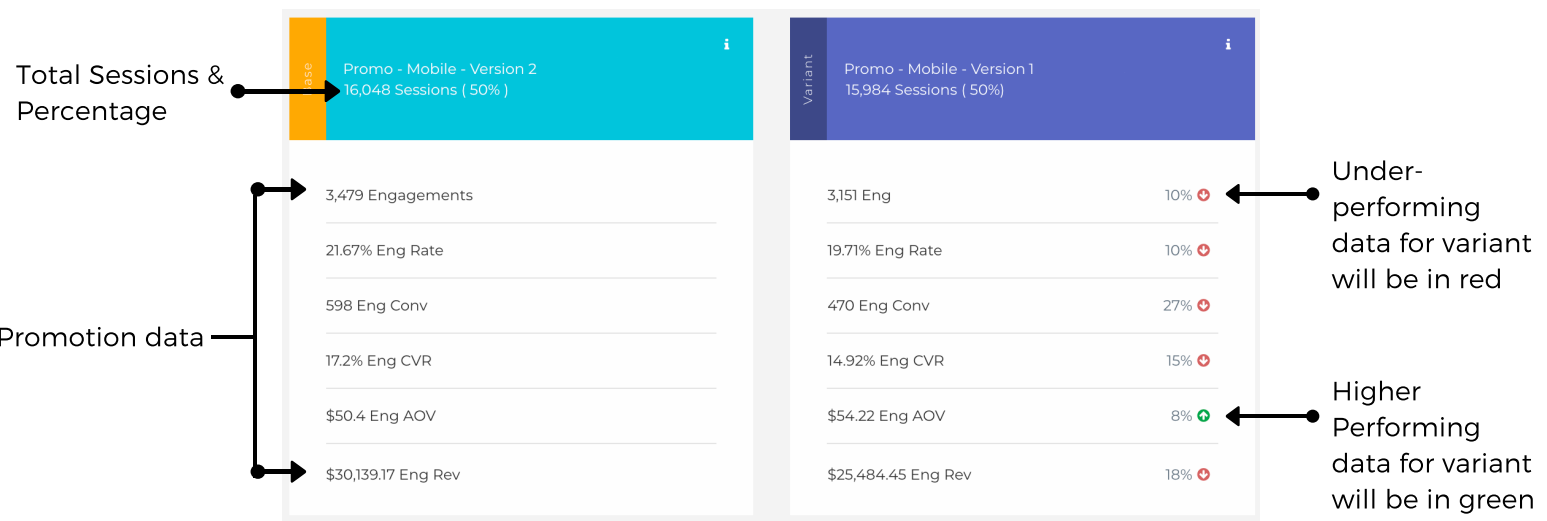 Total Sessions &
Percentage
Promotion data
Base
Promo - Mobile - Version 2
16,048 Sessions ( 50% )
3,479 Engagements
21.67% Eng Rate
598 Eng Conv
17.2% Eng CVR
$50.4 Eng AOV
$30,139.17 Eng Rev
Variant
Promo - Mobile - Version 1
15,984 Sessions ( 50%)
3,151 Eng 10%
19.71% Eng Rate 10%
470 Eng Conv 27%
14.92% Eng CVR 15%
$54.22 Eng AOV 8%
$25,484.45 Eng Rev 18%
Under-
performing
data for variant
will be in red
Higher
Performing
data for variant
will be in green